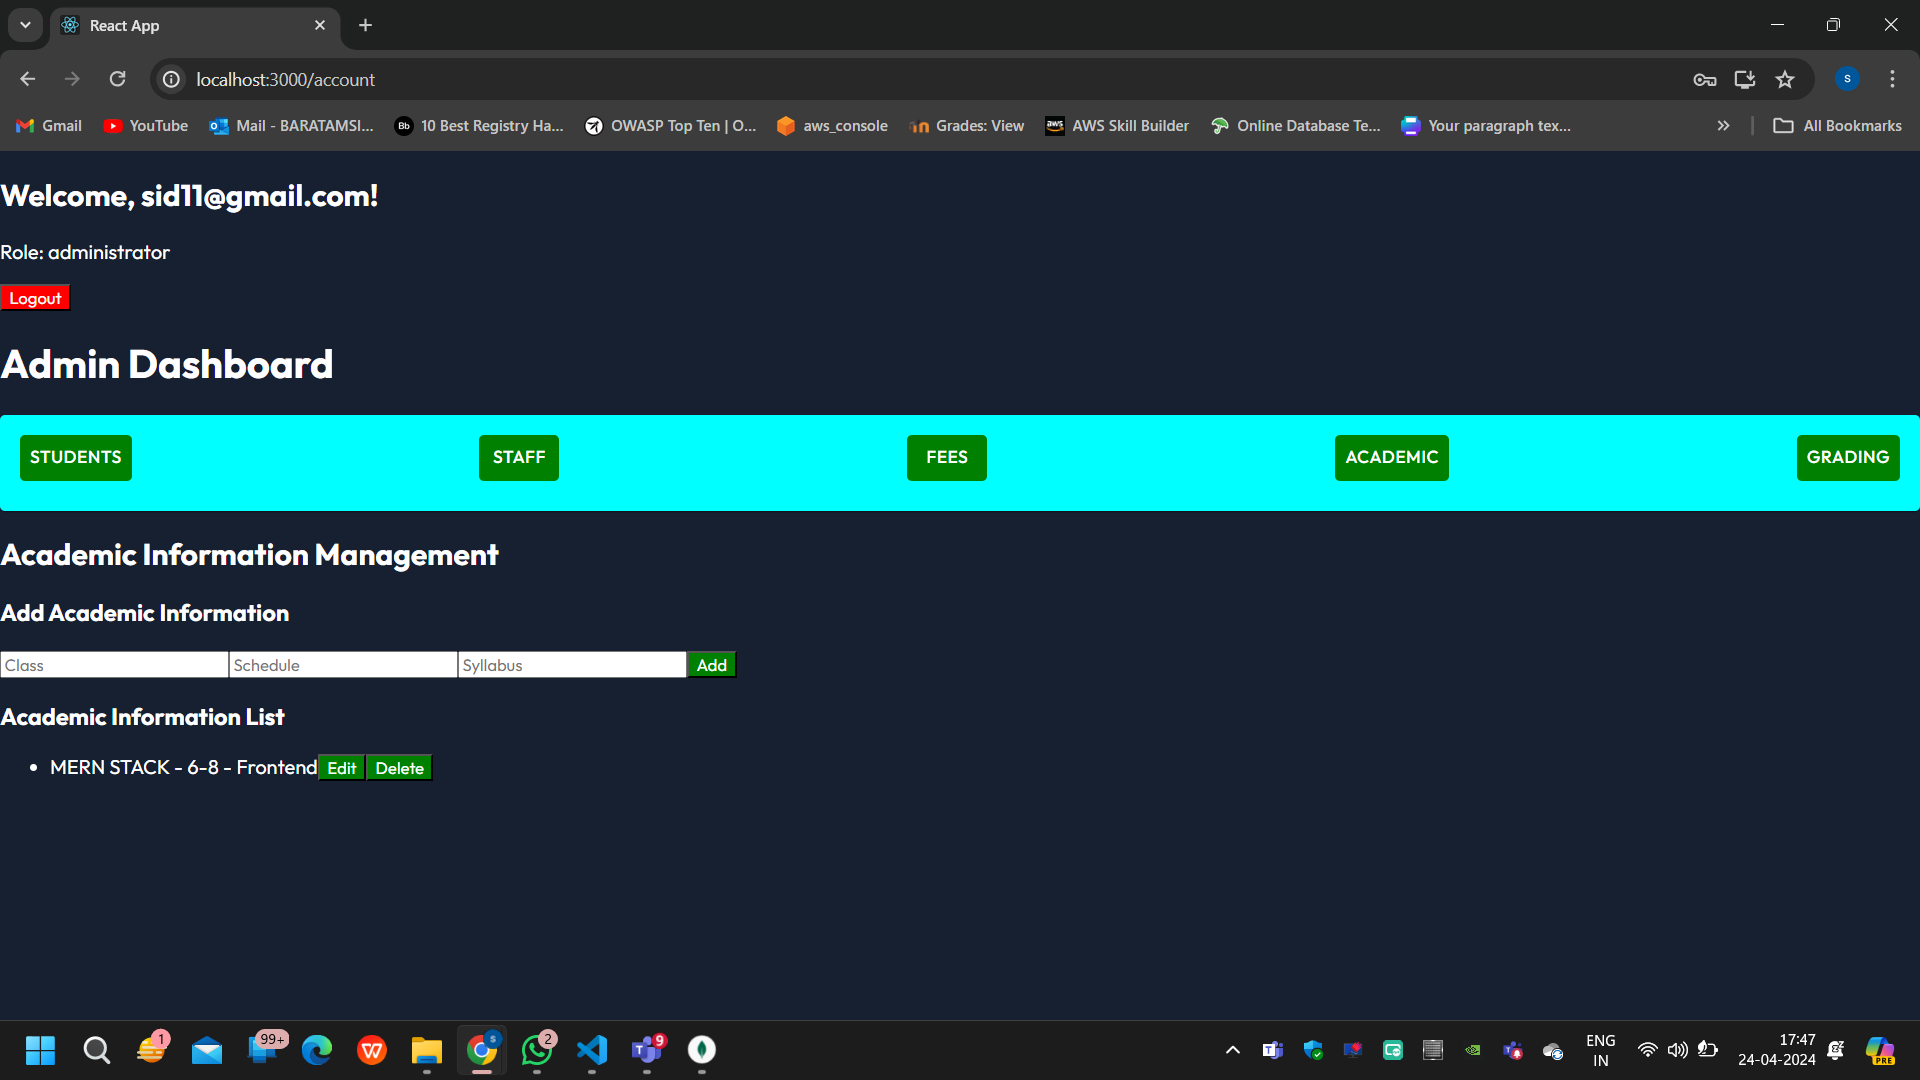 React App
localhost:3000/account
S
Gmail
YouTube
Mail - BARATAMSI...
Bb
10 Best Registry Ha...
OWASP Top Ten | O...
aws_console
Grades: View
aws
AWS Skill Builder
Online Database Te...
Your paragraph tex...
All Bookmarks
Welcome, sid11@gmail.com!
Role: administrator
Logout
Admin Dashboard
STUDENTS STAFF FEES ACADEMIC GRADING
Academic Information Management
Add Academic Information
Class Schedule Syllabus Add
Academic Information List
MERN STACK - 6-8 - Frontend Edit Delete
1
99+
W
S
2
T
9
ENG
IN
17:47
24-04-2024
PRE